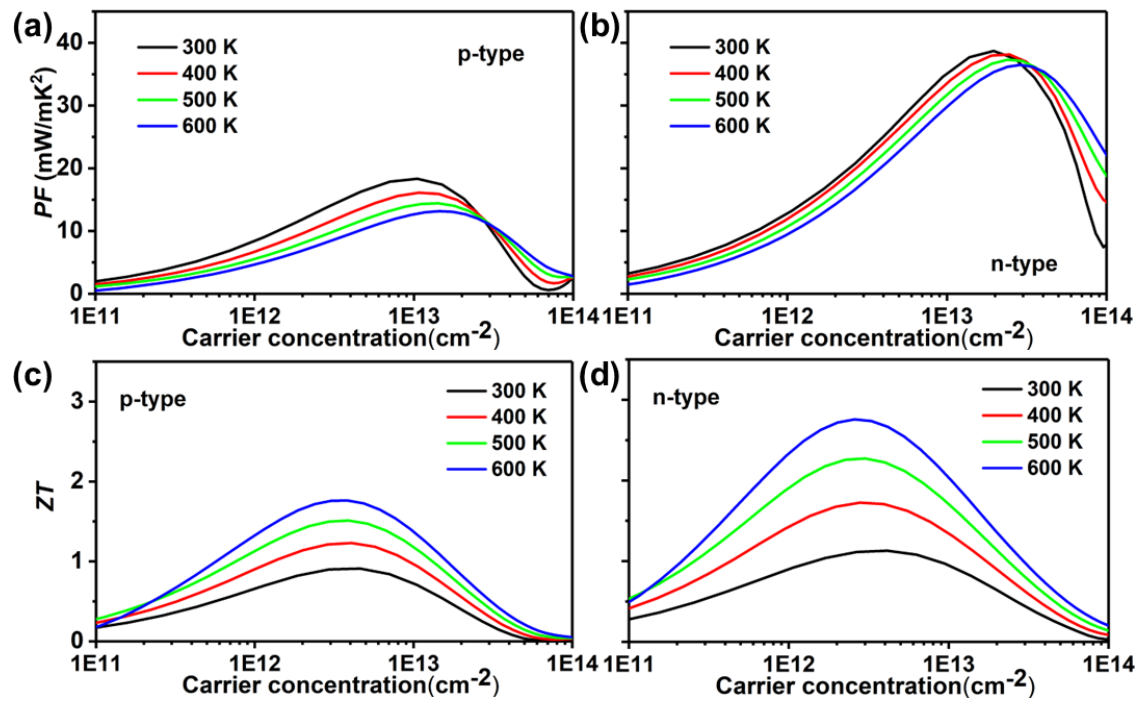 (a)
40
30
20
10
0
PF (mW/mK²)
300 K
400 K
500 K
600 K
p-type
1E11
1E12
1E13
1E14
Carrier concentration(cm⁻²)
(b)
300 K
400 K
500 K
600 K
n-type
1E11
1E12
1E13
1E14
Carrier concentration(cm⁻²)
(c)
3
2
1
0
ZT
p-type
300 K
400 K
500 K
600 K
1E11
1E12
1E13
1E14
Carrier concentration(cm⁻²)
(d)
n-type
300 K
400 K
500 K
600 K
1E11
1E12
1E13
1E14
Carrier concentration(cm⁻²)